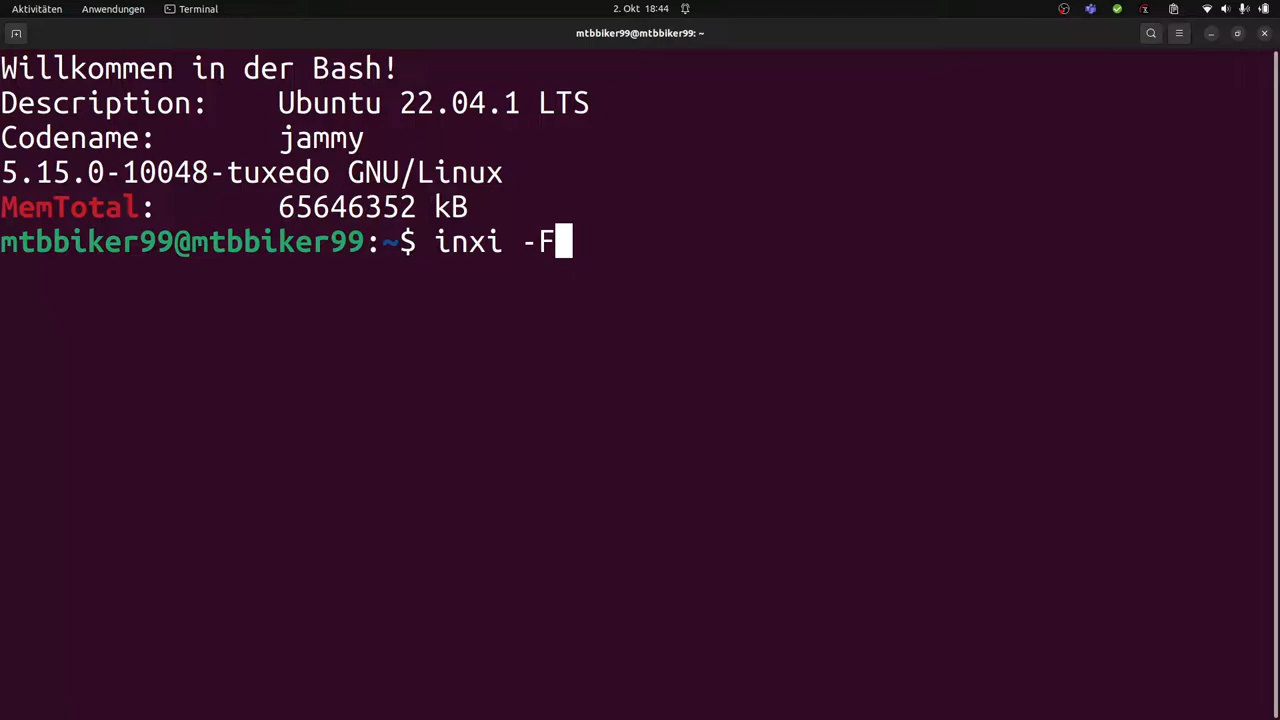 Aktivitäten Anwendungen Terminal 2. Okt 18:44
mtbbiker99@mtbbiker99: ~
Willkommen in der Bash!
Description: Ubuntu 22.04.1 LTS
Codename: jammy
5.15.0-10048-tuxedo GNU/Linux
MemTotal: 65646352 kB
mtbbiker99@mtbbiker99:~$ inxi -F